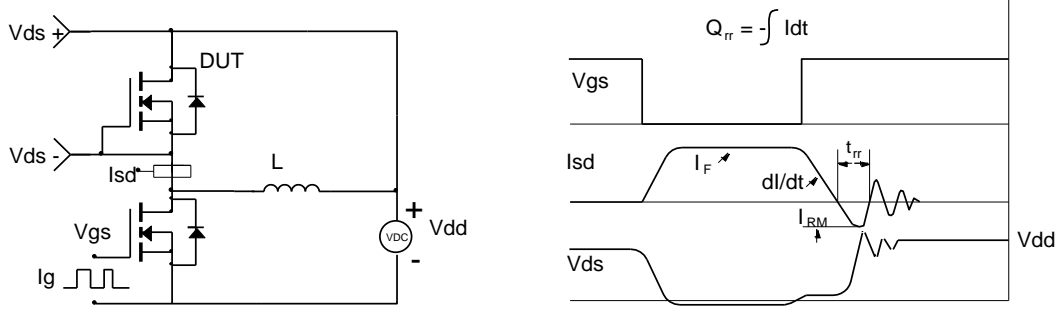 Vds +
DUT
Vds -
Isd
L
Vgs
Ig
+
VDC
-
Vdd
Qrr = -∫ Idt
Vgs
Isd
IF
dI/dt
trr
IRM
Vds
Vdd